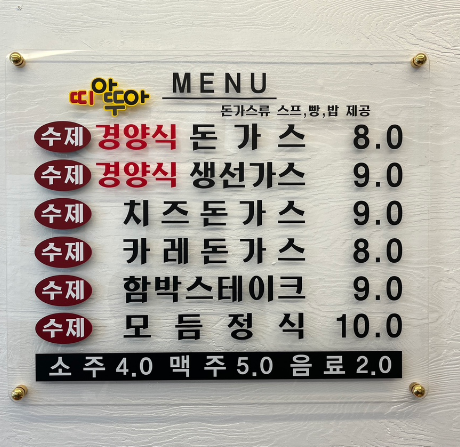 띠아뚜아 MENU
돈가스류 스프,빵,밥 제공
수제 경양식 돈가스 8.0
수제 경양식 생선가스 9.0
수제 치즈돈가스 9.0
수제 카레돈가스 8.0
수제 함박스테이크 9.0
수제 모듬정식 10.0
소주 4.0 맥주 5.0 음료 2.0